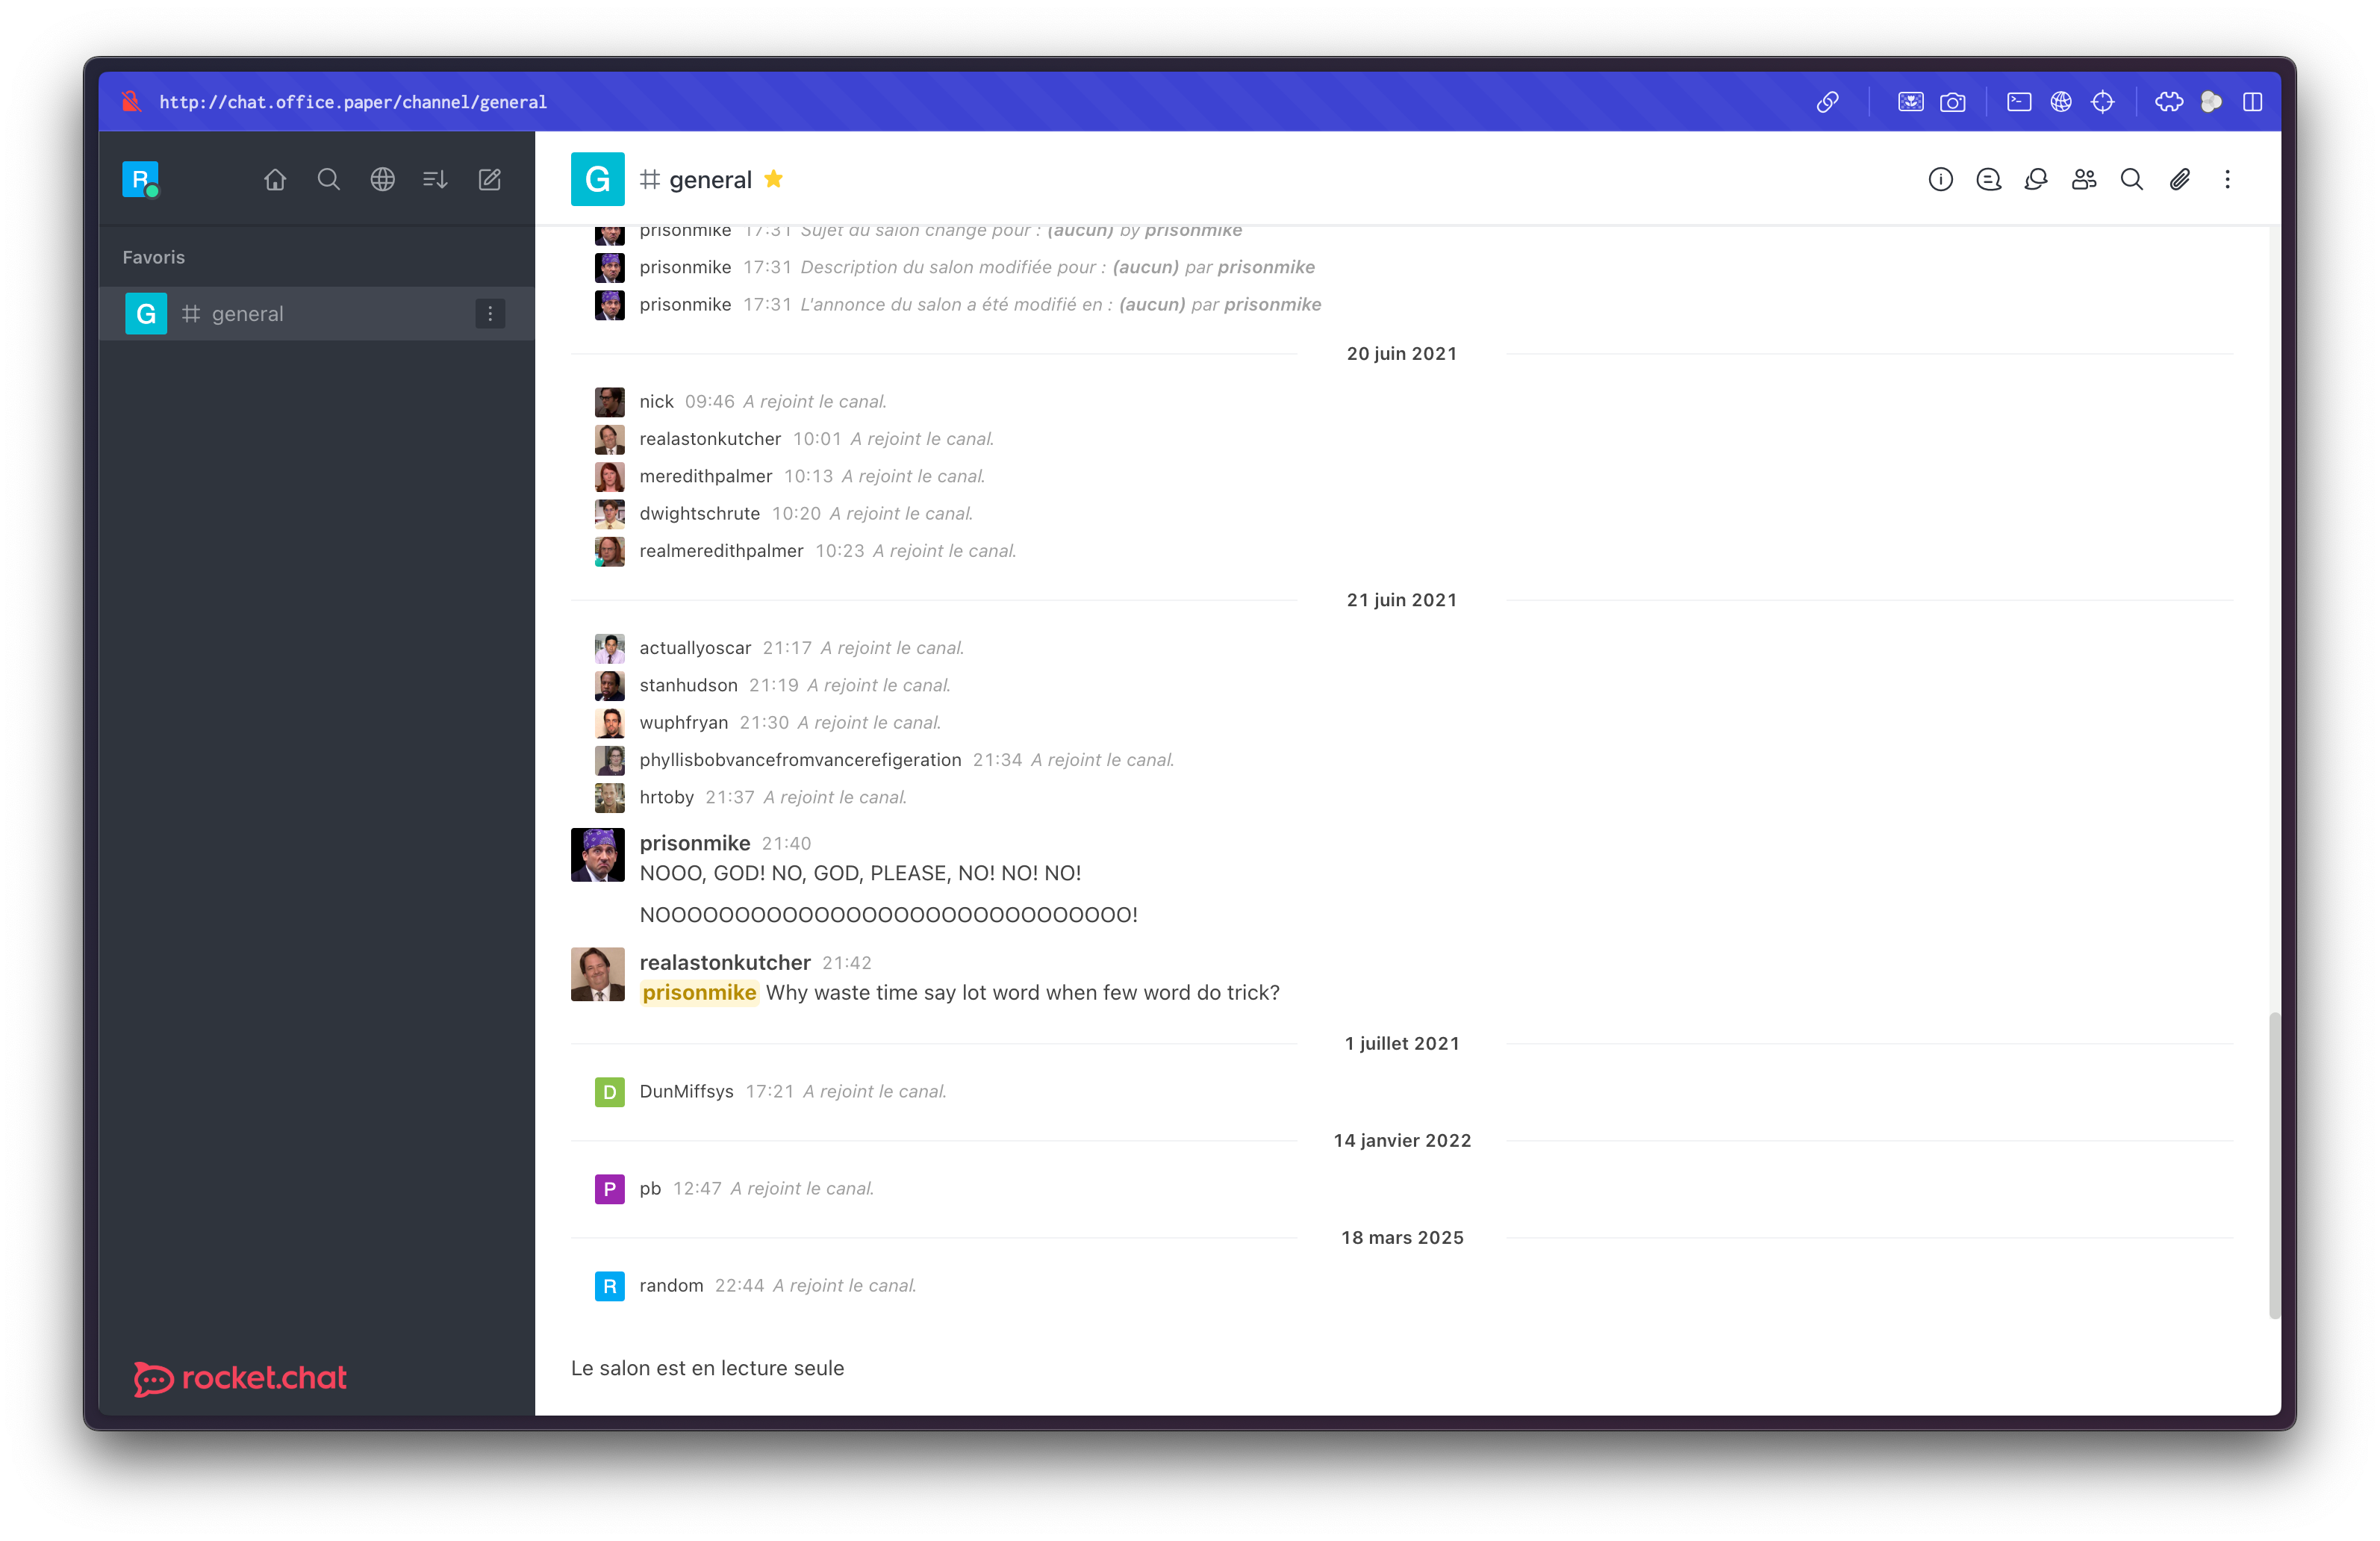 http://chat.office.paper/channel/general
R
G general
Favoris
G general
prisonmike 17:31 Sujet du salon changé pour : (aucun) by prisonmike
prisonmike 17:31 Description du salon modifiée pour : (aucun) par prisonmike
prisonmike 17:31 L'annonce du salon a été modifié en : (aucun) par prisonmike
20 juin 2021
nick 09:46 A rejoint le canal.
realastonkutcher 10:01 A rejoint le canal.
meredithpalmer 10:13 A rejoint le canal.
dwightschrute 10:20 A rejoint le canal.
realmeredithpalmer 10:23 A rejoint le canal.
21 juin 2021
actuallyoscar 21:17 A rejoint le canal.
stanhudson 21:19 A rejoint le canal.
wuphfryan 21:30 A rejoint le canal.
phyllisbobvancefromvancerefigeration 21:34 A rejoint le canal.
hrtoby 21:37 A rejoint le canal.
prisonmike 21:40
NOOO, GOD! NO, GOD, PLEASE, NO! NO! NO!
NOOOOOOOOOOOOOOOOOOOOOOOOOOOOOO!
realastonkutcher 21:42
prisonmike Why waste time say lot word when few word do trick?
1 juillet 2021
D DunMiffsys 17:21 A rejoint le canal.
14 janvier 2022
P pb 12:47 A rejoint le canal.
18 mars 2025
R random 22:44 A rejoint le canal.
Le salon est en lecture seule
rocket.chat